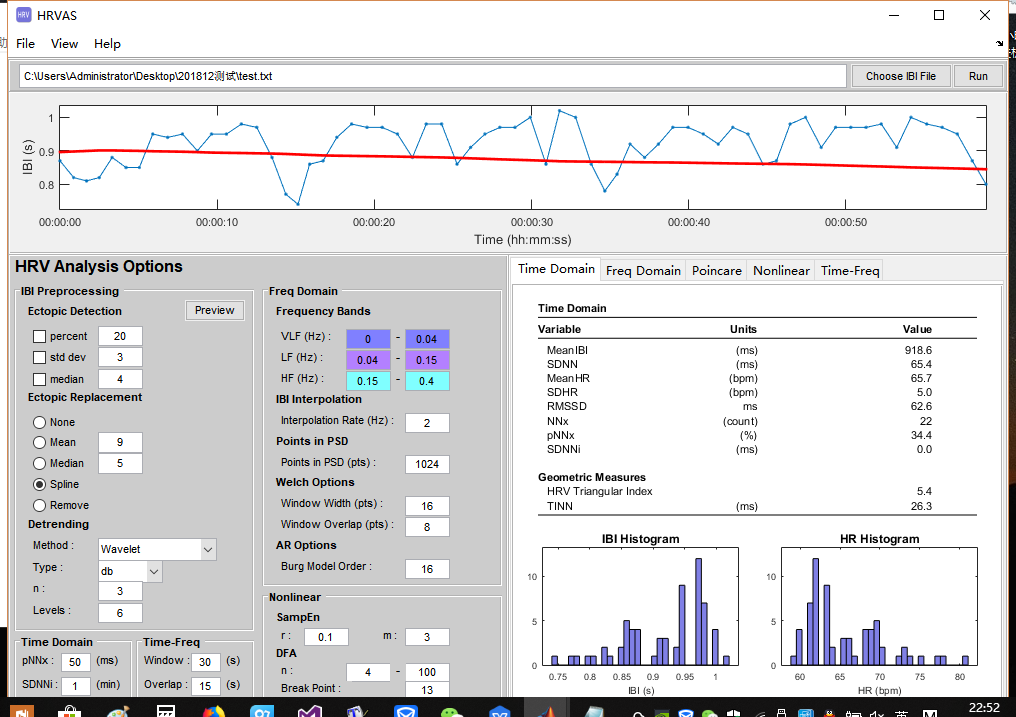 HRV HRVAS
File View Help
C:\Users\Administrator\Desktop\201812测试\test.txt Choose IBI File Run
IBI (s)
1
0.9
0.8
00:00:00 00:00:10 00:00:20 00:00:30 00:00:40 00:00:50
Time (hh:mm:ss)
HRV Analysis Options
IBI Preprocessing
Ectopic Detection Preview
percent 20
std dev 3
median 4
Ectopic Replacement
None
Mean 9
Median 5
Spline
Remove
Detrending
Method : Wavelet
Type : db
n : 3
Levels : 6
Time Domain
pNNx : 50 (ms)
SDNNi : 1 (min)
Time-Freq
Window : 30 (s)
Overlap : 15 (s)
Freq Domain
Frequency Bands
VLF (Hz) : 0 - 0.04
LF (Hz) : 0.04 - 0.15
HF (Hz) : 0.15 - 0.4
IBI Interpolation
Interpolation Rate (Hz) : 2
Points in PSD
Points in PSD (pts) : 1024
Welch Options
Window Width (pts) : 16
Window Overlap (pts) : 8
AR Options
Burg Model Order : 16
Nonlinear
SampEn
r : 0.1 m : 3
DFA
n : 4 - 100
Break Point : 13
Time Domain Freq Domain Poincare Nonlinear Time-Freq
Time Domain
Variable Units Value
MeanIBI (ms) 918.6
SDNN (ms) 65.4
MeanHR (bpm) 65.7
SDHR (bpm) 5.0
RMSSD ms 62.6
NNx (count) 22
pNNx (%) 34.4
SDNNi (ms) 0.0
Geometric Measures
HRV Triangular Index 5.4
TINN (ms) 26.3
IBI Histogram
10
5
0
0.75 0.8 0.85 0.9 0.95 1
IBI (s)
HR Histogram
10
5
0
60 65 70 75 80
HR (bpm)
22:52